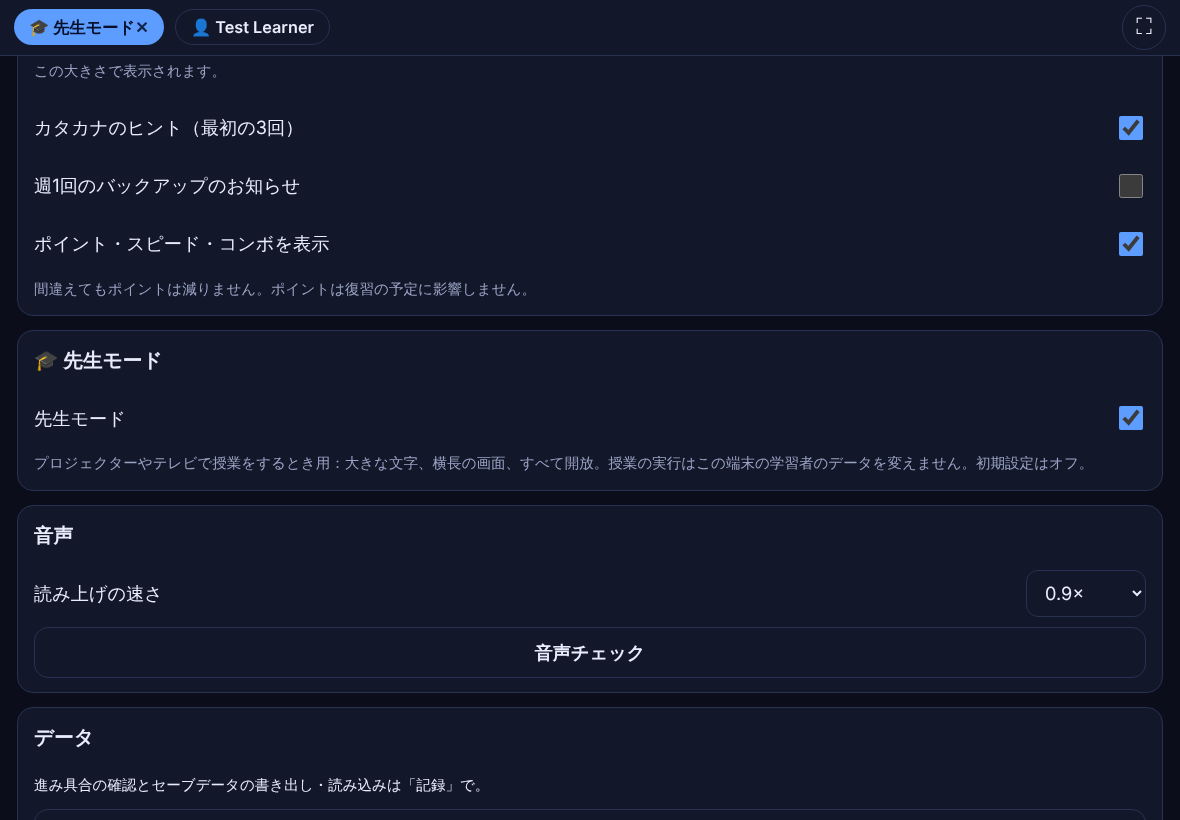 🎓 先生モード✕
👤 Test Learner
この大きさで表示されます。
カタカナのヒント（最初の3回）
週1回のバックアップのお知らせ
ポイント・スピード・コンボを表示
間違えてもポイントは減りません。ポイントは復習の予定に影響しません。
🎓 先生モード
先生モード
プロジェクターやテレビで授業をするとき用：大きな文字、横長の画面、すべて開放。授業の実行はこの端末の学習者のデータを変えません。初期設定はオフ。
音声
読み上げの速さ
0.9×
音声チェック
データ
進み具合の確認とセーブデータの書き出し・読み込みは「記録」で。